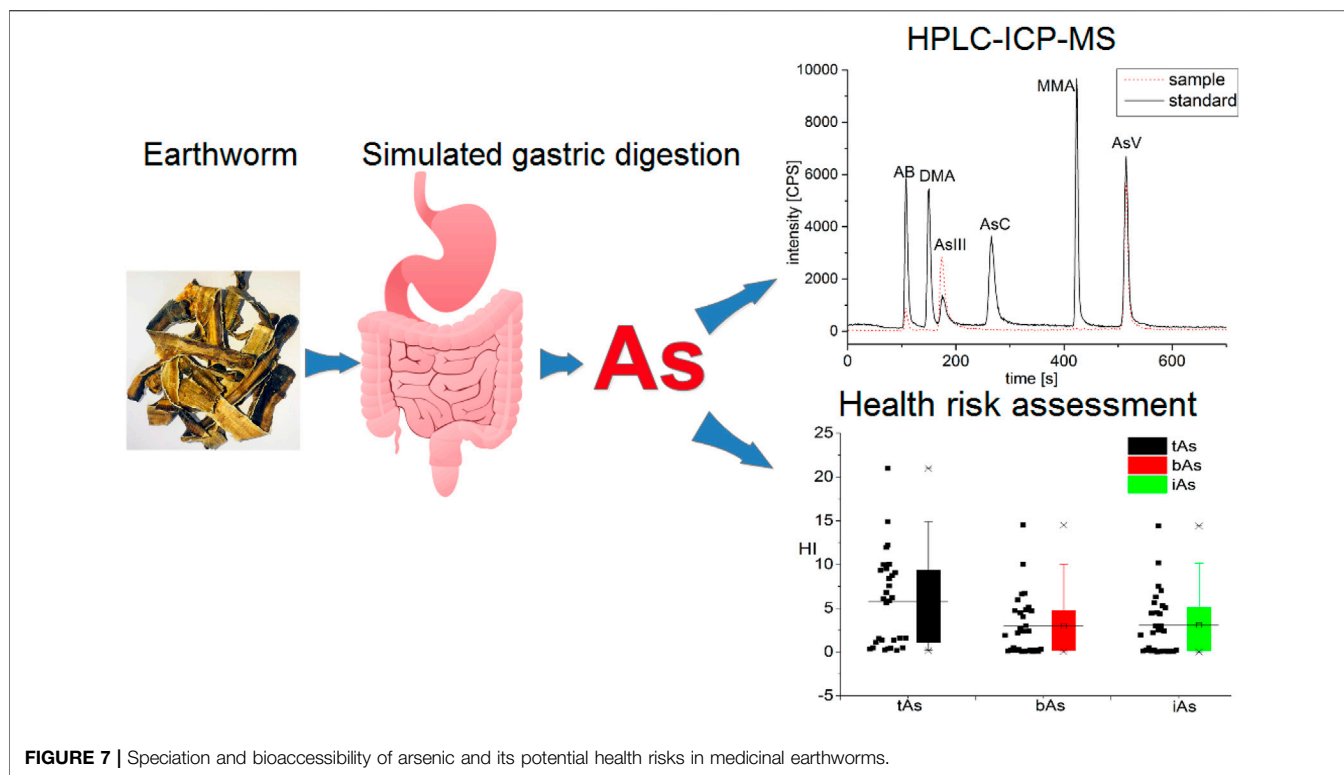 HPLC-ICP-MS
Earthworm
Simulated gastric digestion
As
10000
8000
6000
4000
2000
0
intensity [CPS]
AB
DMA
AsIII
AsC
MMA
AsV
sample
standard
0
200
400
600
time [s]
Health risk assessment
25
20
15
10
5
0
-5
HI
tAs
bAs
iAs
tAs
bAs
iAs
FIGURE 7 | Speciation and bioaccessibility of arsenic and its potential health risks in medicinal earthworms.